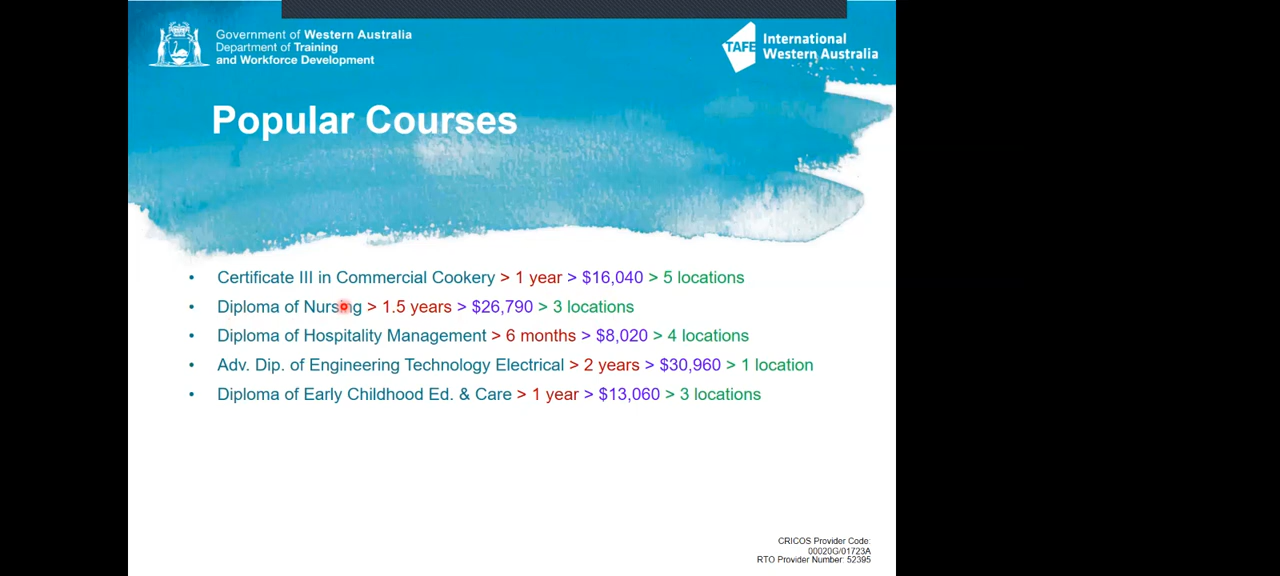 Government of Western Australia
Department of Training
and Workforce Development
TAFE
International
Western Australia
Popular Courses
• Certificate III in Commercial Cookery > 1 year > $16,040 > 5 locations
• Diploma of Nursing > 1.5 years > $26,790 > 3 locations
• Diploma of Hospitality Management > 6 months > $8,020 > 4 locations
• Adv. Dip. of Engineering Technology Electrical > 2 years > $30,960 > 1 location
• Diploma of Early Childhood Ed. & Care > 1 year > $13,060 > 3 locations
CRICOS Provider Code:
00020G/01723A
RTO Provider Number: 52395